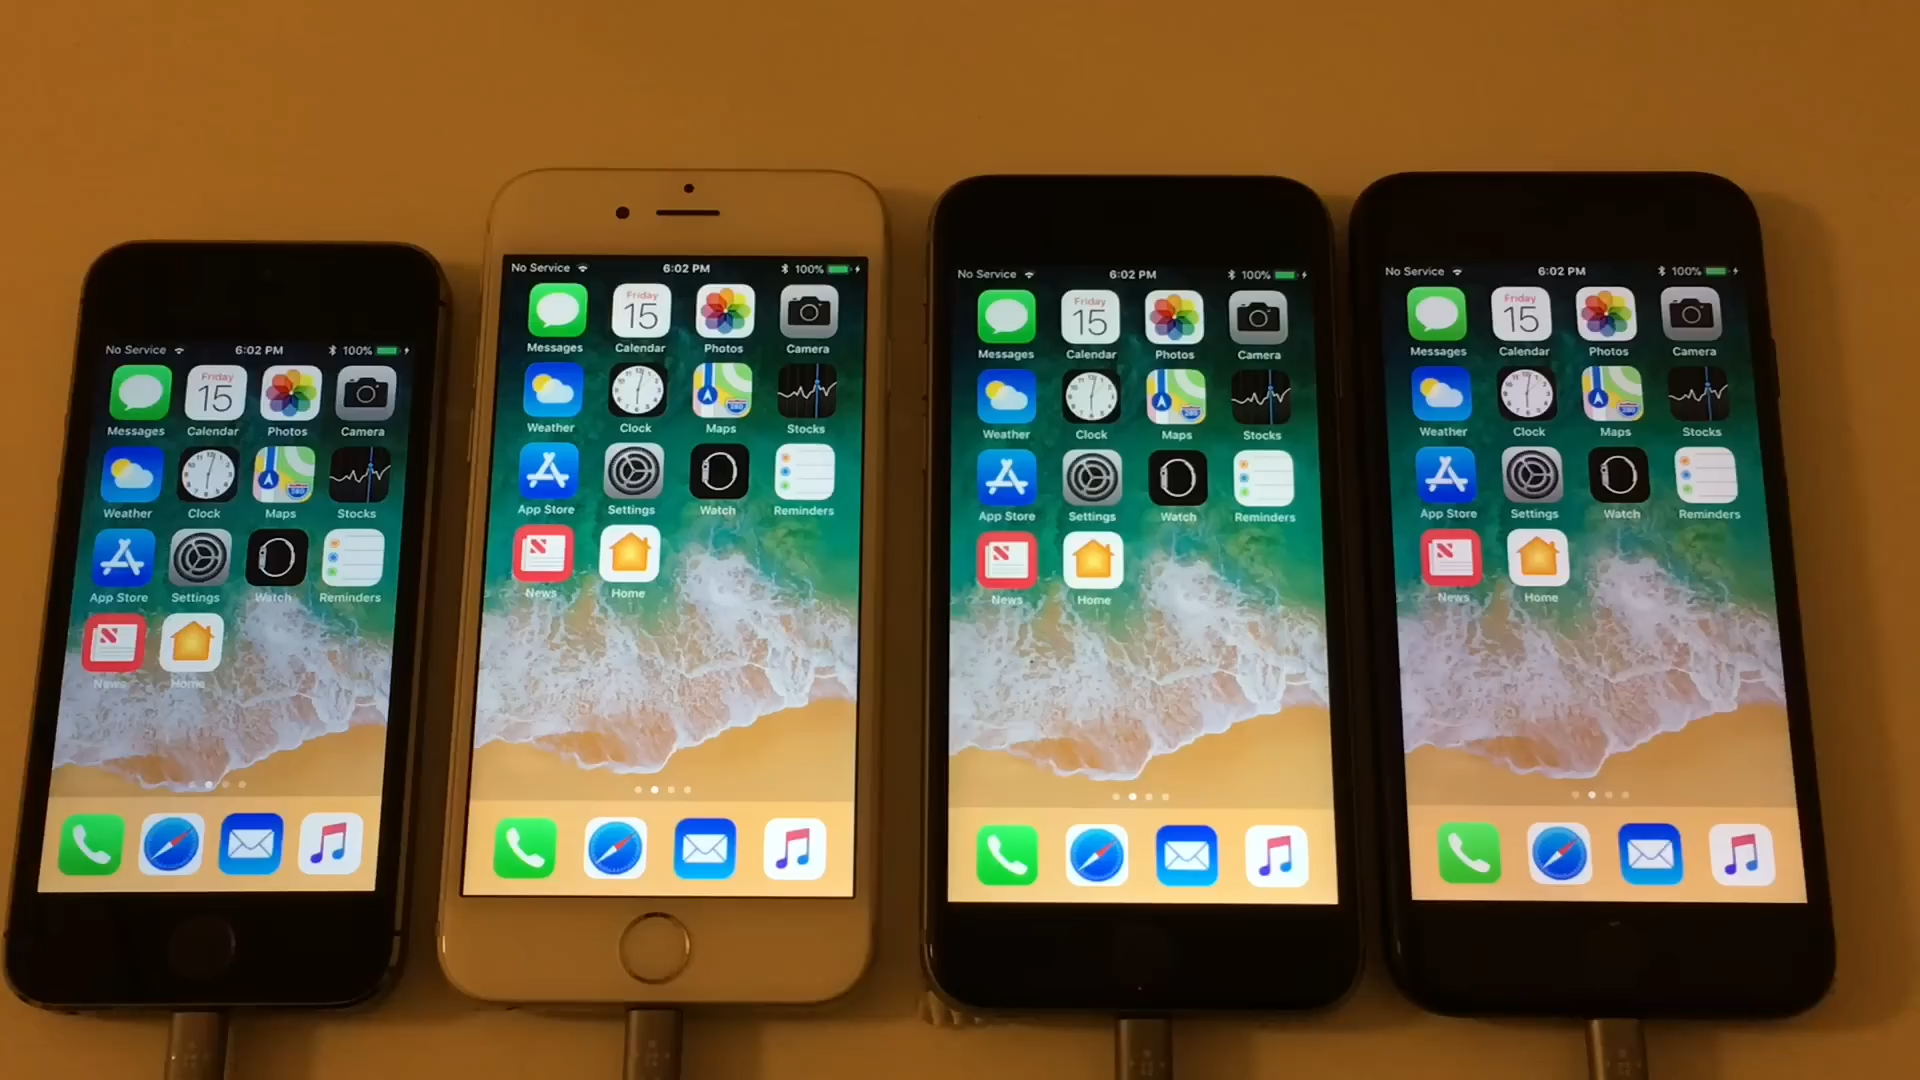 No Service 6:02 PM 100%
Messages Calendar Photos Camera
Friday
15
Weather Clock Maps Stocks
280
App Store Settings Watch Reminders
News Home
No Service 6:02 PM 100%
Messages Calendar Photos Camera
Friday
15
Weather Clock Maps Stocks
280
App Store Settings Watch Reminders
News Home
No Service 6:02 PM 100%
Messages Calendar Photos Camera
Friday
15
Weather Clock Maps Stocks
280
App Store Settings Watch Reminders
News Home
No Service 6:02 PM 100%
Messages Calendar Photos Camera
Friday
15
Weather Clock Maps Stocks
280
App Store Settings Watch Reminders
News Home